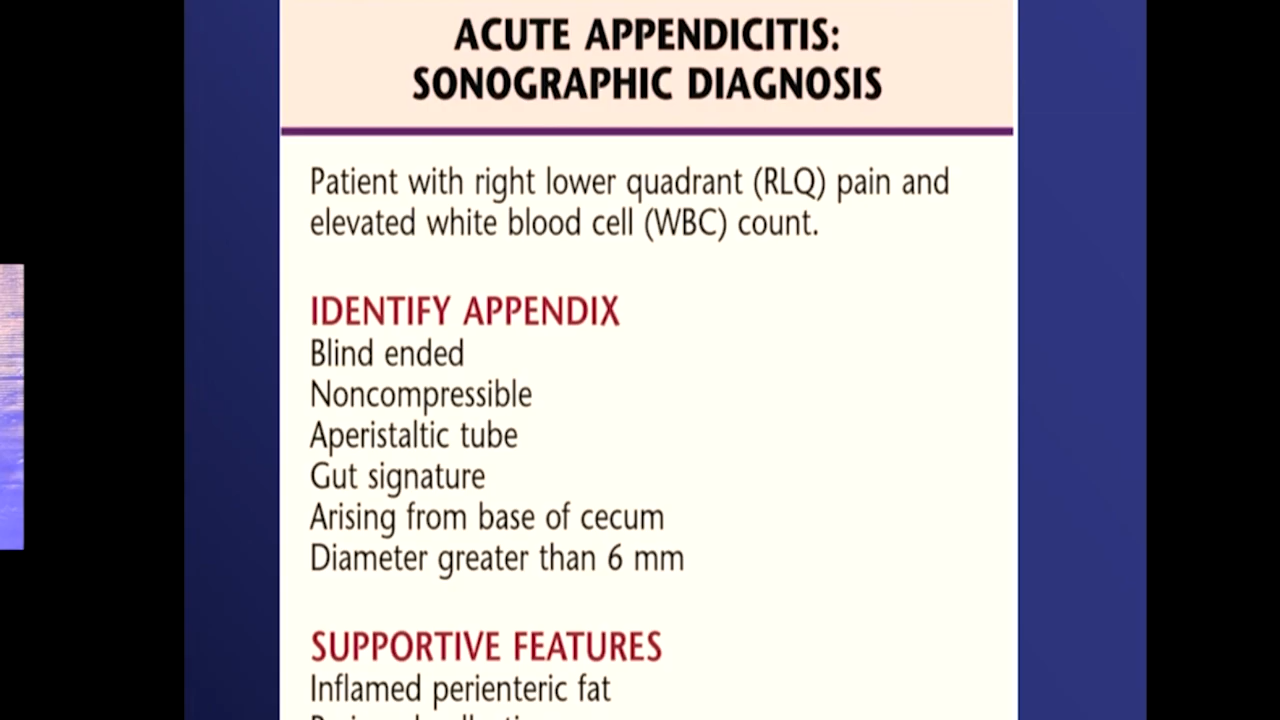 ACUTE APPENDICITIS:
SONOGRAPHIC DIAGNOSIS
Patient with right lower quadrant (RLQ) pain and
elevated white blood cell (WBC) count.
IDENTIFY APPENDIX
Blind ended
Noncompressible
Aperistaltic tube
Gut signature
Arising from base of cecum
Diameter greater than 6 mm
SUPPORTIVE FEATURES
Inflamed perienteric fat